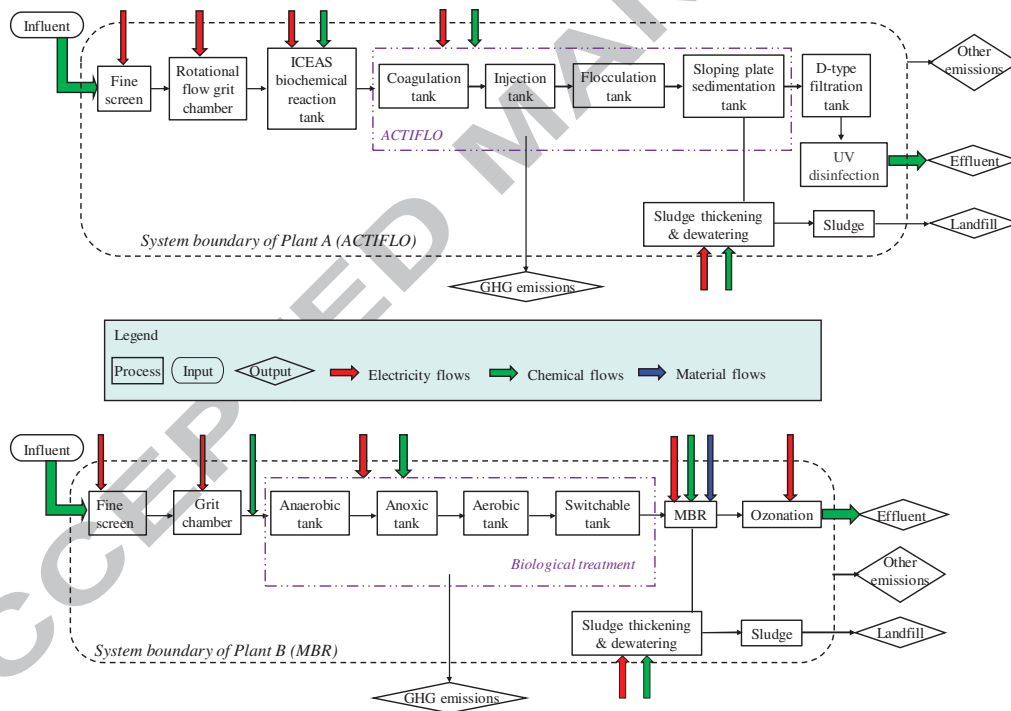 Influent
Fine
screen
Rotational
flow grit
chamber
ICEAS
biochemical
reaction
tank
Coagulation
tank
Injection
tank
Flocculation
tank
Sloping plate
sedimentation
tank
D-type
filtration
tank
Other
emissions
ACTIFLO
UV
disinfection
Effluent
Sludge thickening
& dewatering
Sludge
Landfill
System boundary of Plant A (ACTIFLO)
GHG emissions
Legend
Process
Input
Output
Electricity flows
Chemical flows
Material flows
Influent
Fine
screen
Grit
chamber
Anaerobic
tank
Anoxic
tank
Aerobic
tank
Switchable
tank
MBR
Ozonation
Effluent
Biological treatment
Other
emissions
Sludge thickening
& dewatering
Sludge
Landfill
System boundary of Plant B (MBR)
GHG emissions
CCEPTED MA